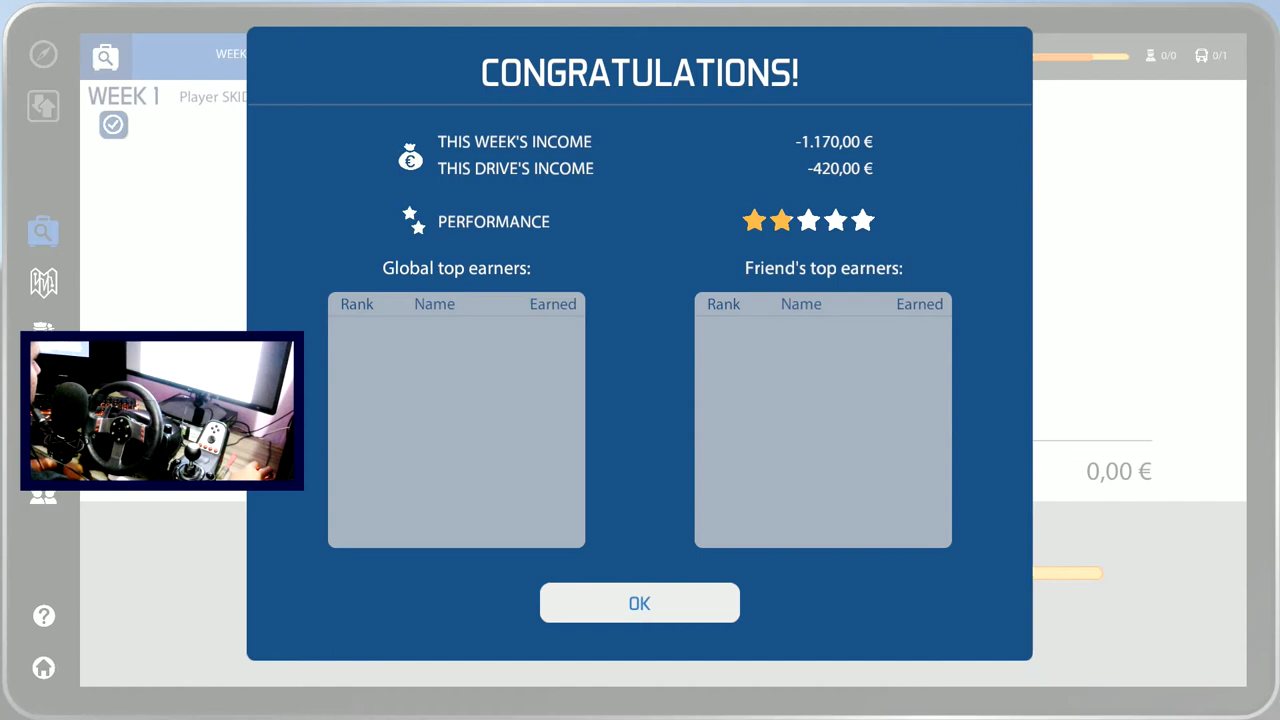 CONGRATULATIONS!
WEEK
0/0
0/1
WEEK 1
Player SKID
THIS WEEK'S INCOME -1.170,00 €
THIS DRIVE'S INCOME -420,00 €
PERFORMANCE
Global top earners:
Friend's top earners:
Rank Name Earned
Rank Name Earned
0,00 €
OK
?